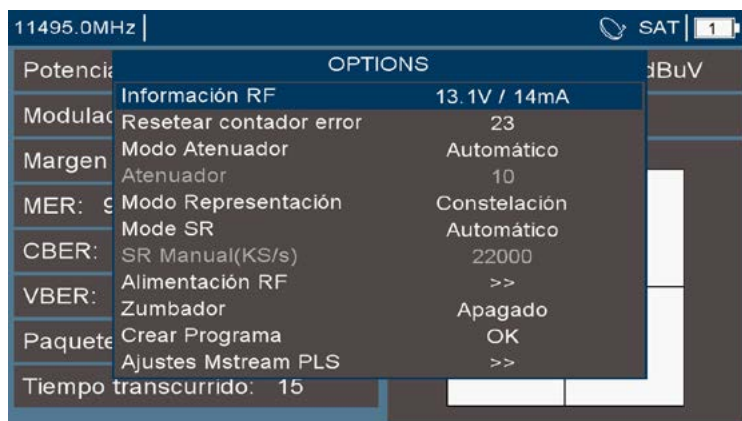 11495.0MHz SAT 1
OPTIONS
Potencia dBuV
Información RF 13.1V / 14mA
Resetear contador error 23
Modulac
Modo Atenuador Automático
Margen
Atenuador 10
MER: 9
Modo Representación Constelación
Mode SR Automático
CBER:
SR Manual(KS/s) 22000
Alimentación RF >>
VBER:
Zumbador Apagado
Crear Programa OK
Paquete
Ajustes Mstream PLS >>
Tiempo transcurrido: 15